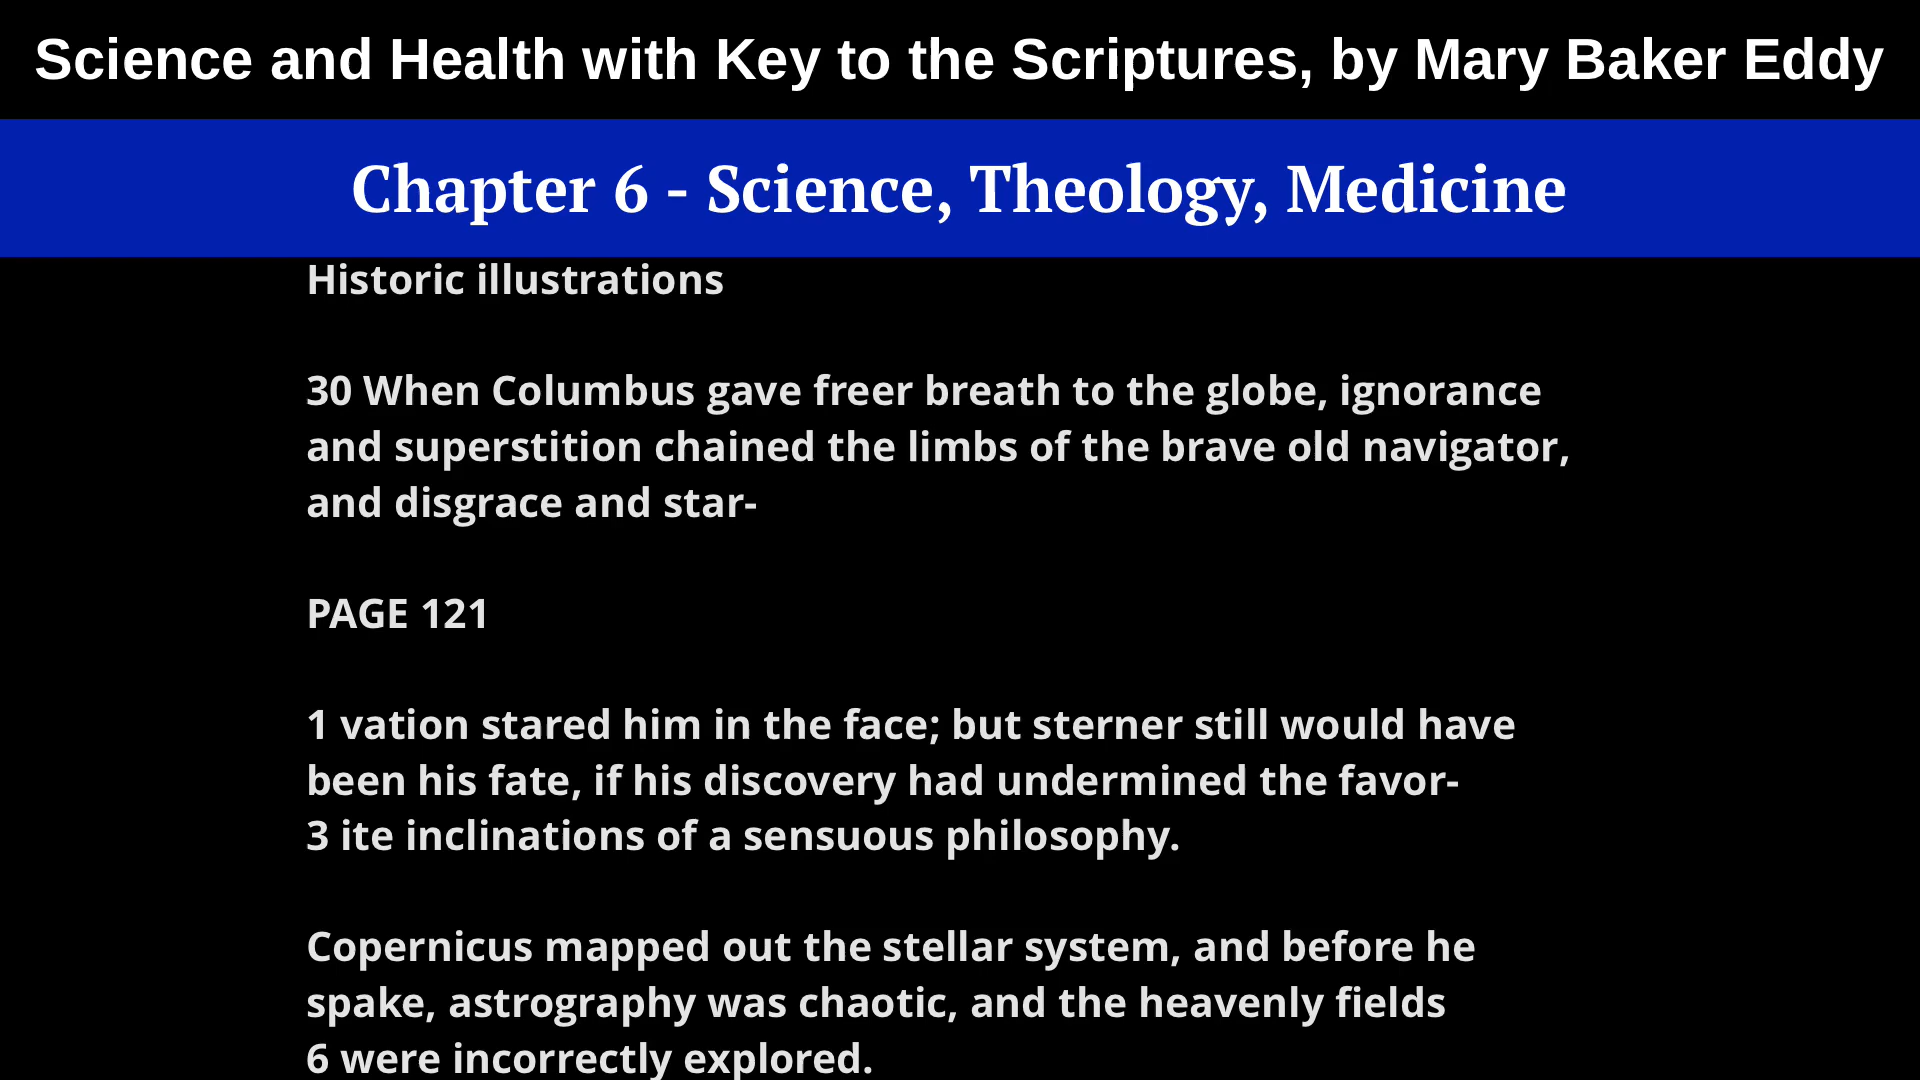 Science and Health with Key to the Scriptures, by Mary Baker Eddy
Chapter 6 - Science, Theology, Medicine
Historic illustrations
30 When Columbus gave freer breath to the globe, ignorance
and superstition chained the limbs of the brave old navigator,
and disgrace and star-
PAGE 121
1 vation stared him in the face; but sterner still would have
been his fate, if his discovery had undermined the favor-
3 ite inclinations of a sensuous philosophy.
Copernicus mapped out the stellar system, and before he
spake, astrography was chaotic, and the heavenly fields
6 were incorrectly explored.